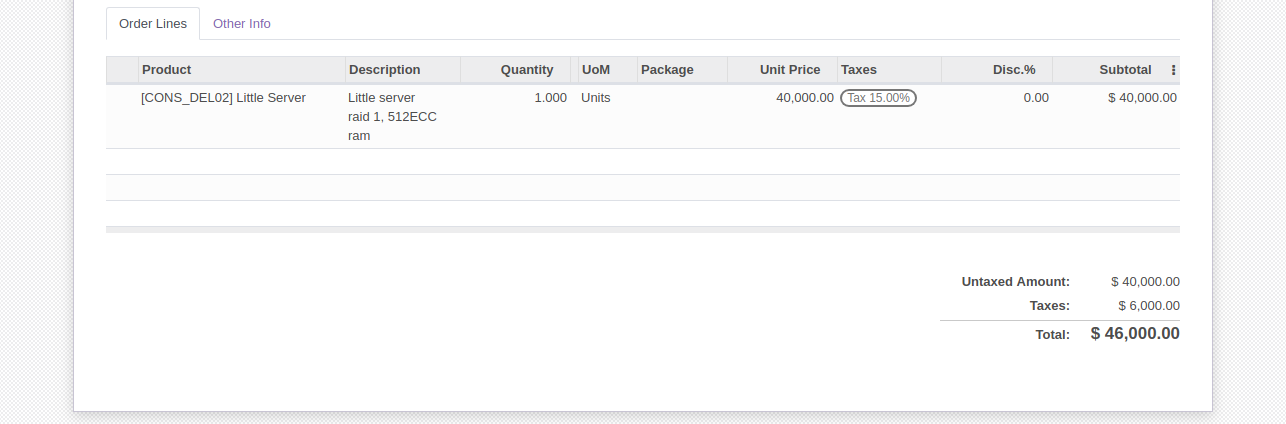 Order Lines Other Info
Product Description Quantity UoM Package Unit Price Taxes Disc.% Subtotal
[CONS_DEL02] Little Server Little server 1.000 Units 40,000.00 Tax 15.00% 0.00 $ 40,000.00
raid 1, 512ECC
ram
Untaxed Amount: $ 40,000.00
Taxes: $ 6,000.00
Total: $ 46,000.00